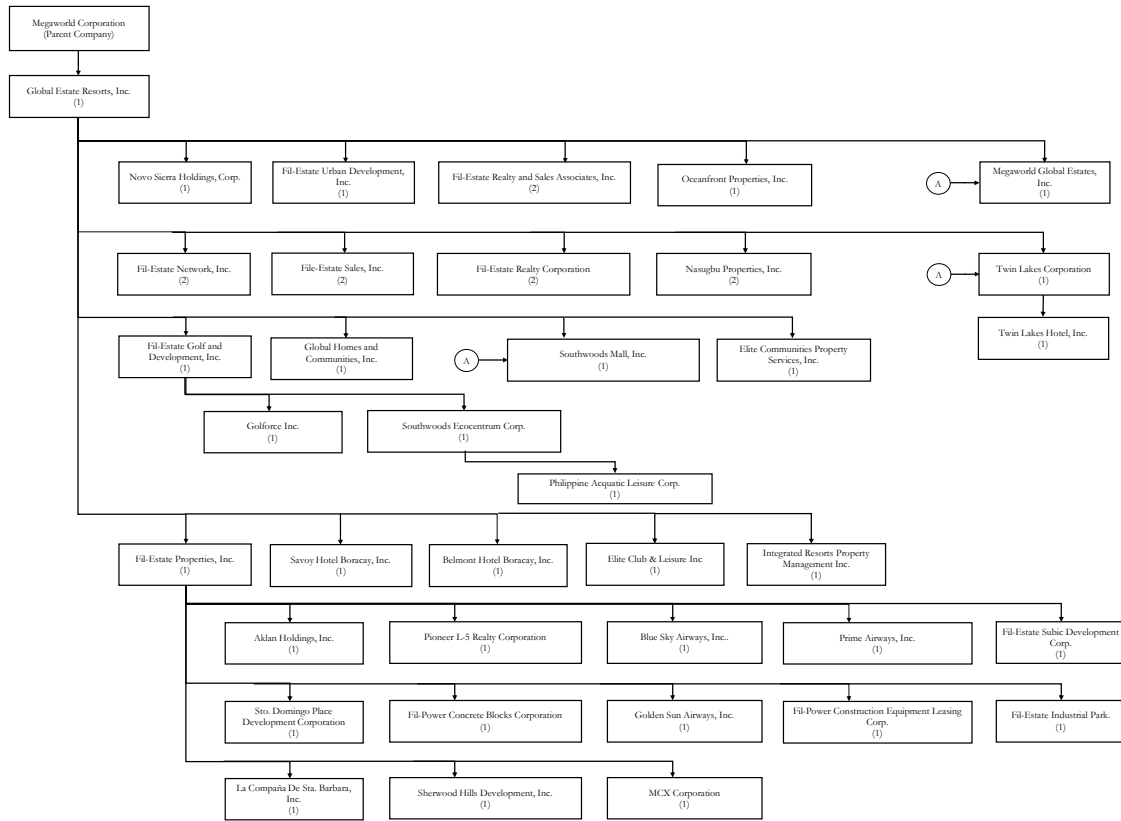 Megaworld Corporation
(Parent Company)
Global Estate Resorts, Inc.
(1)
Novo Sierra Holdings, Corp.
(1)
Fil-Estate Urban Development,
Inc.
(1)
Fil-Estate Realty and Sales Associates, Inc.
(2)
Oceanfront Properties, Inc.
(1)
A
Megaworld Global Estates,
Inc.
(1)
Fil-Estate Network, Inc.
(2)
File-Estate Sales, Inc.
(2)
Fil-Estate Realty Corporation
(2)
Nasugbu Properties, Inc.
(2)
A
Twin Lakes Corporation
(1)
Twin Lakes Hotel, Inc.
(1)
Fil-Estate Golf and
Development, Inc.
(1)
Global Homes and
Communities, Inc.
(1)
A
Southwoods Mall, Inc.
(1)
Elite Communities Property
Services, Inc.
(1)
Golforce Inc.
(1)
Southwoods Ecocentrum Corp.
(1)
Philippine Acquatic Leisure Corp.
(1)
Fil-Estate Properties, Inc.
(1)
Savoy Hotel Boracay, Inc.
(1)
Belmont Hotel Boracay, Inc.
(1)
Elite Club & Leisure Inc
(1)
Integrated Resorts Property
Management Inc.
(1)
Aklan Holdings, Inc.
(1)
Pioneer L-5 Realty Corporation
(1)
Blue Sky Airways, Inc..
(1)
Prime Airways, Inc.
(1)
Fil-Estate Subic Development
Corp.
(1)
Sto. Domingo Place
Development Corporation
(1)
Fil-Power Concrete Blocks Corporation
(1)
Golden Sun Airways, Inc.
(1)
Fil-Power Construction Equipment Leasing
Corp.
(1)
Fil-Estate Industrial Park.
(1)
La Compaña De Sta. Barbara,
Inc.
(1)
Sherwood Hills Development, Inc.
(1)
MCX Corporation
(1)